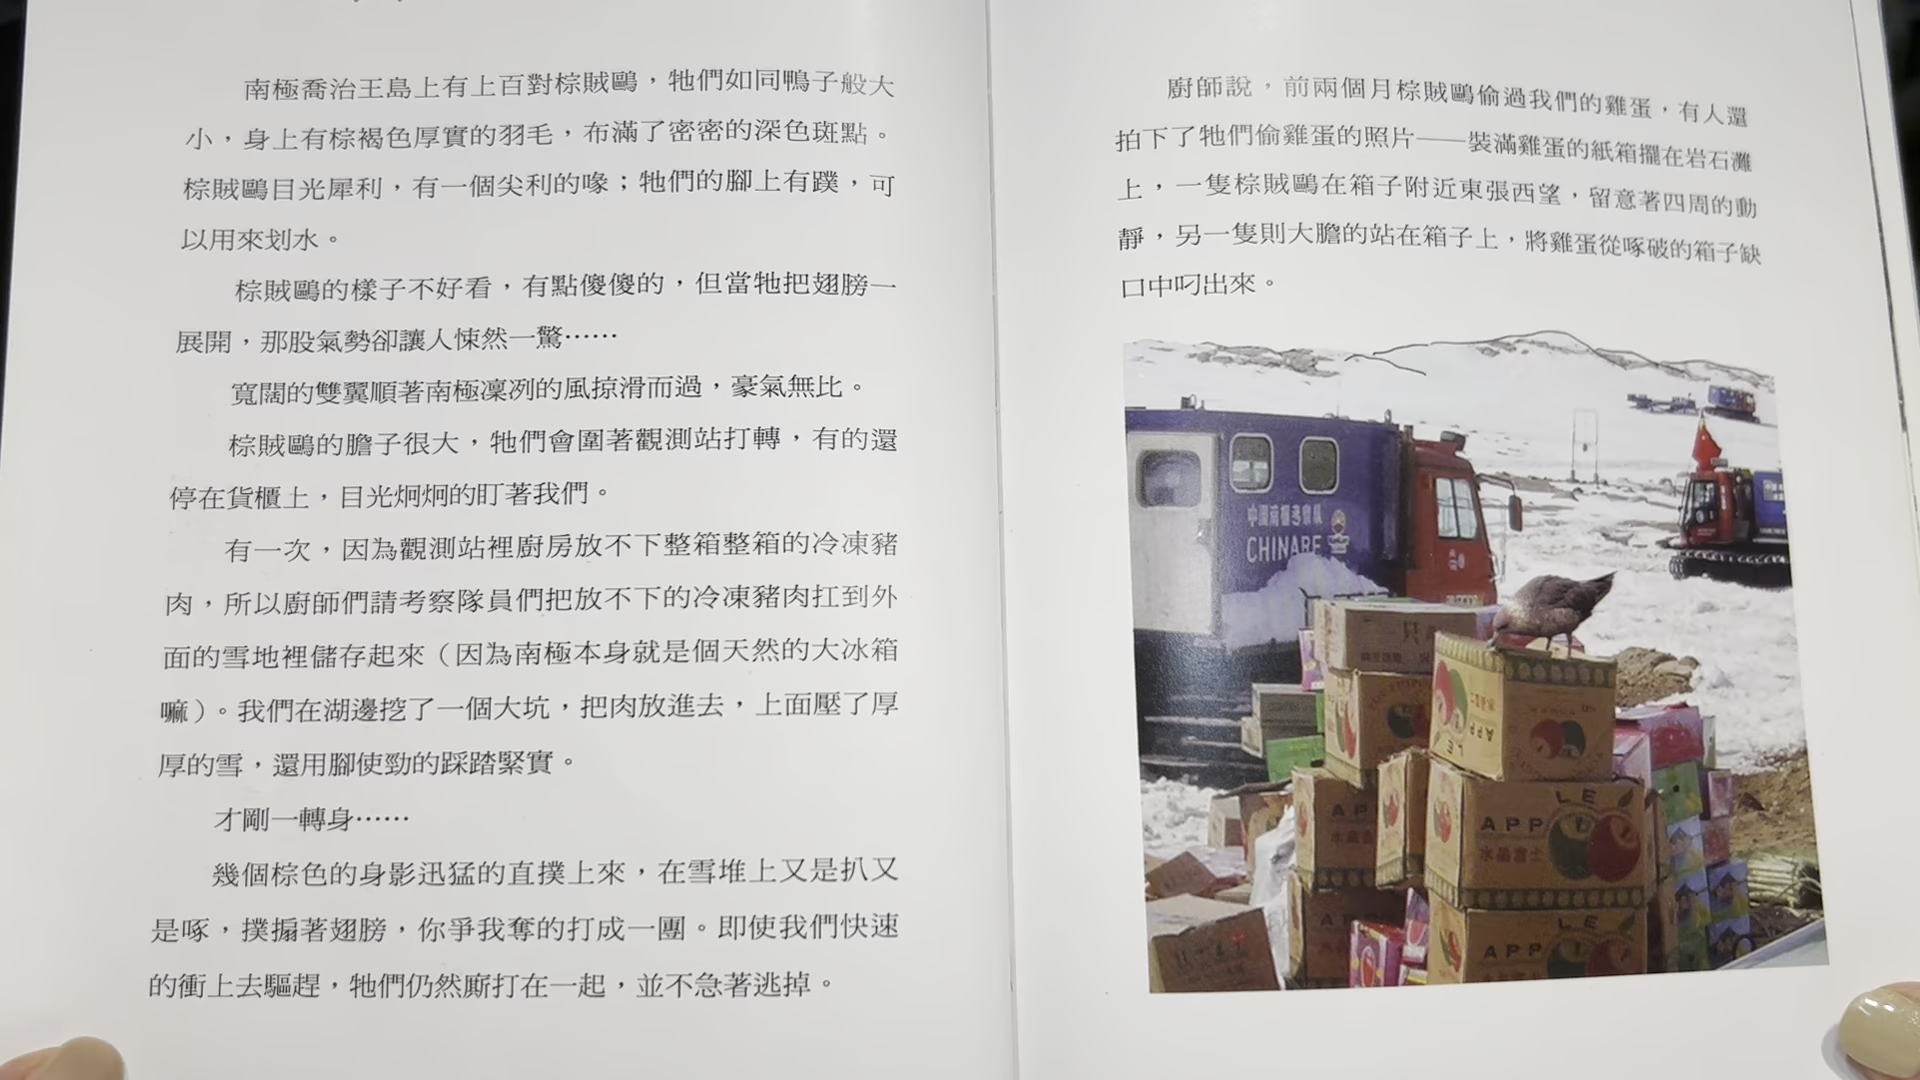 南極喬治王島上有上百對棕賊鷗，牠們如同鴨子般大
小，身上有棕褐色厚實的羽毛，布滿了密密的深色斑點。
棕賊鷗目光犀利，有一個尖利的喙；牠們的腳上有蹼，可
以用來划水。
棕賊鷗的樣子不好看，有點傻傻的，但當牠把翅膀一
展開，那股氣勢卻讓人悚然一驚……
寬闊的雙翼順著南極凜冽的風掠滑而過，豪氣無比。
棕賊鷗的膽子很大，牠們會圍著觀測站打轉，有的還
停在貨櫃上，目光炯炯的盯著我們。
有一次，因為觀測站裡廚房放不下整箱整箱的冷凍豬
肉，所以廚師們請考察隊員們把放不下的冷凍豬肉扛到外
面的雪地裡儲存起來（因為南極本身就是個天然的大冰箱
嘛）。我們在湖邊挖了一個大坑，把肉放進去，上面壓了厚
厚的雪，還用腳使勁的踩踏緊實。
才剛一轉身……
幾個棕色的身影迅猛的直撲上來，在雪堆上又是扒又
是啄，撲搧著翅膀，你爭我奪的打成一團。即使我們快速
的衝上去驅趕，牠們仍然廝打在一起，並不急著逃掉。
廚師說，前兩個月棕賊鷗偷過我們的雞蛋，有人還
拍下了牠們偷雞蛋的照片——裝滿雞蛋的紙箱擺在岩石灘
上，一隻棕賊鷗在箱子附近東張西望，留意著四周的動
靜，另一隻則大膽的站在箱子上，將雞蛋從啄破的箱子缺
口中叼出來。
中国南極考察队
CHINARE
APP LE
APP LE
水晶富士
AP
APP LE